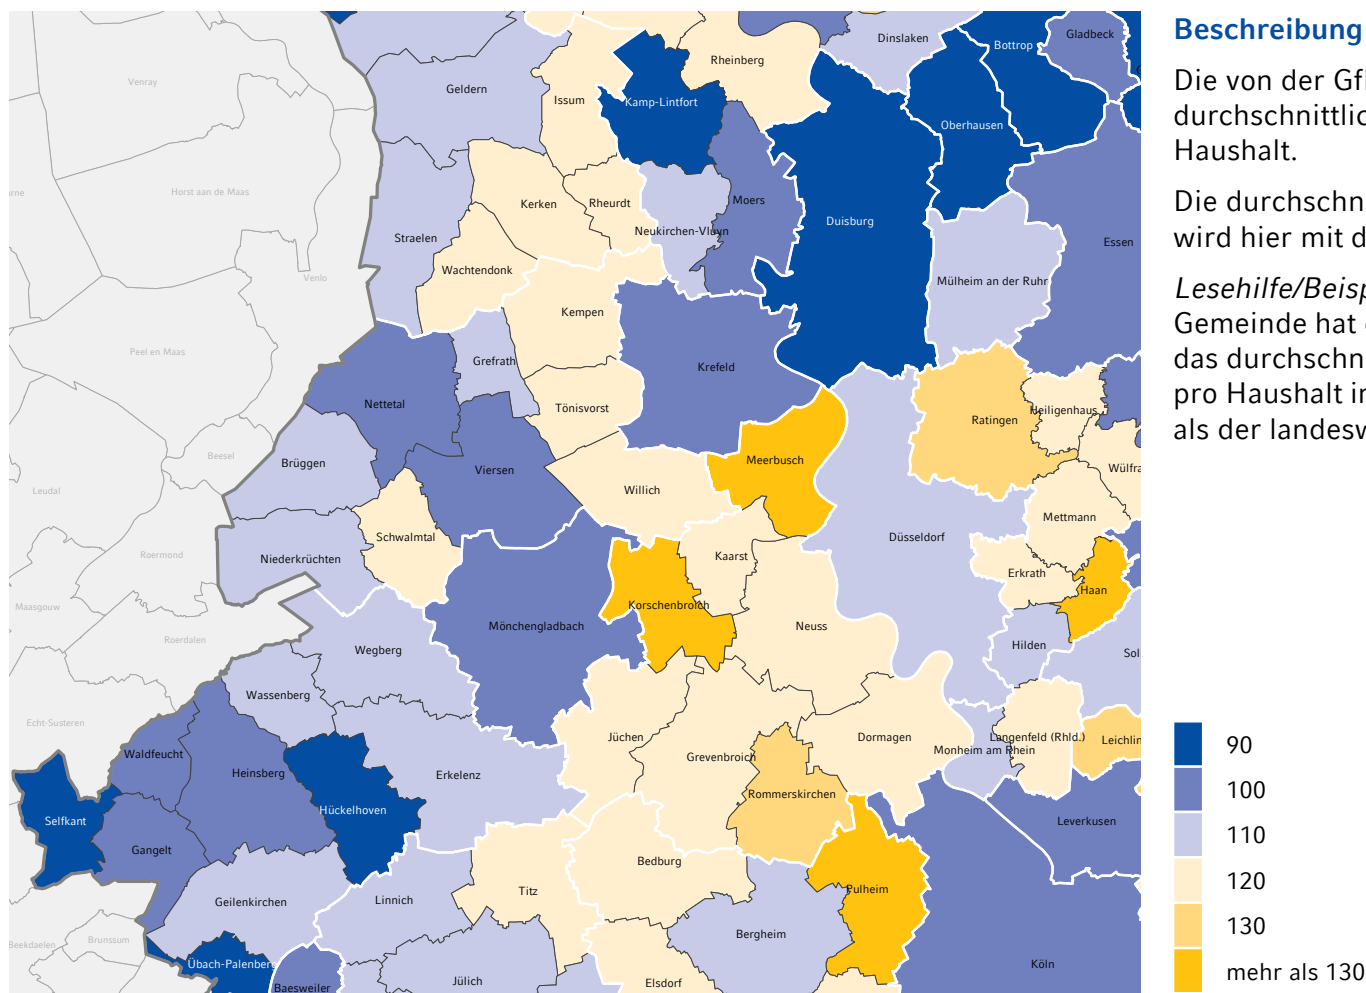 Beschreibung
Die von der Gf
durchschnittlic
Haushalt.
Die durchschn
wird hier mit d
Lesehilfe/Beisp
Gemeinde hat
das durchschn
pro Haushalt i
als der landesw
90
100
110
120
130
mehr als 130
Venray
Horst aan de Maas
Venlo
Peel en Maas
Beesel
Leudal
Roermond
Maasgouw
Roerdalen
Echt-Susteren
Beekdaelen
Brunssum
Geldern
Issum
Kamp-Lintfort
Rheinberg
Dinslaken
Bottrop
Gladbeck
Oberhausen
Kerken
Rheurdt
Moers
Neukirchen-Vluyn
Duisburg
Essen
Straelen
Wachtendonk
Mülheim an der Ruhr
Kempen
Grefrath
Krefeld
Nettetal
Tönisvorst
Ratingen
Heiligenhaus
Brüggen
Viersen
Willich
Meerbusch
Wülfra
Mettmann
Schwalmtal
Niederkrüchten
Kaarst
Düsseldorf
Erkrath
Haan
Korschenbroich
Mönchengladbach
Neuss
Wegberg
Hilden
Sol
Wassenberg
Waldfeucht
Heinsberg
Erkelenz
Jüchen
Grevenbroich
Dormagen
Monheim am Rhein
Langenfeld (Rhld.)
Leichlin
Rommerskirchen
Hückelhoven
Selfkant
Gangelt
Leverkusen
Bedburg
Pulheim
Titz
Linnich
Geilenkirchen
Bergheim
Übach-Palenberg
Baesweiler
Jülich
Elsdorf
Köln